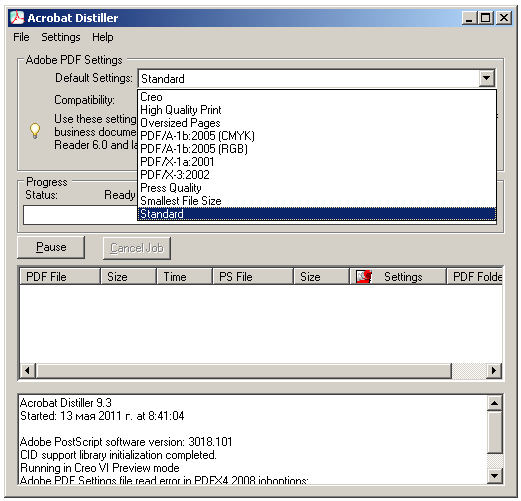 Acrobat Distiller
File Settings Help
Adobe PDF Settings
Default Settings: Standard
Compatibility:
Creo
High Quality Print
Oversized Pages
PDF/A-1b:2005 (CMYK)
PDF/A-1b:2005 (RGB)
PDF/X-1a:2001
PDF/X-3:2002
Press Quality
Smallest File Size
Standard
Use these setting
business docume
Reader 6.0 and la
Progress
Status: Ready
Pause Cancel Job
PDF File Size Time PS File Size Settings PDF Folde
Acrobat Distiller 9.3
Started: 13 мая 2011 г. at 8:41:04
Adobe PostScript software version: 3018.101
CID support library initialization completed.
Running in Creo VI Preview mode
Adobe PDF Settings file read error in PDFX4 2008.joboptions: